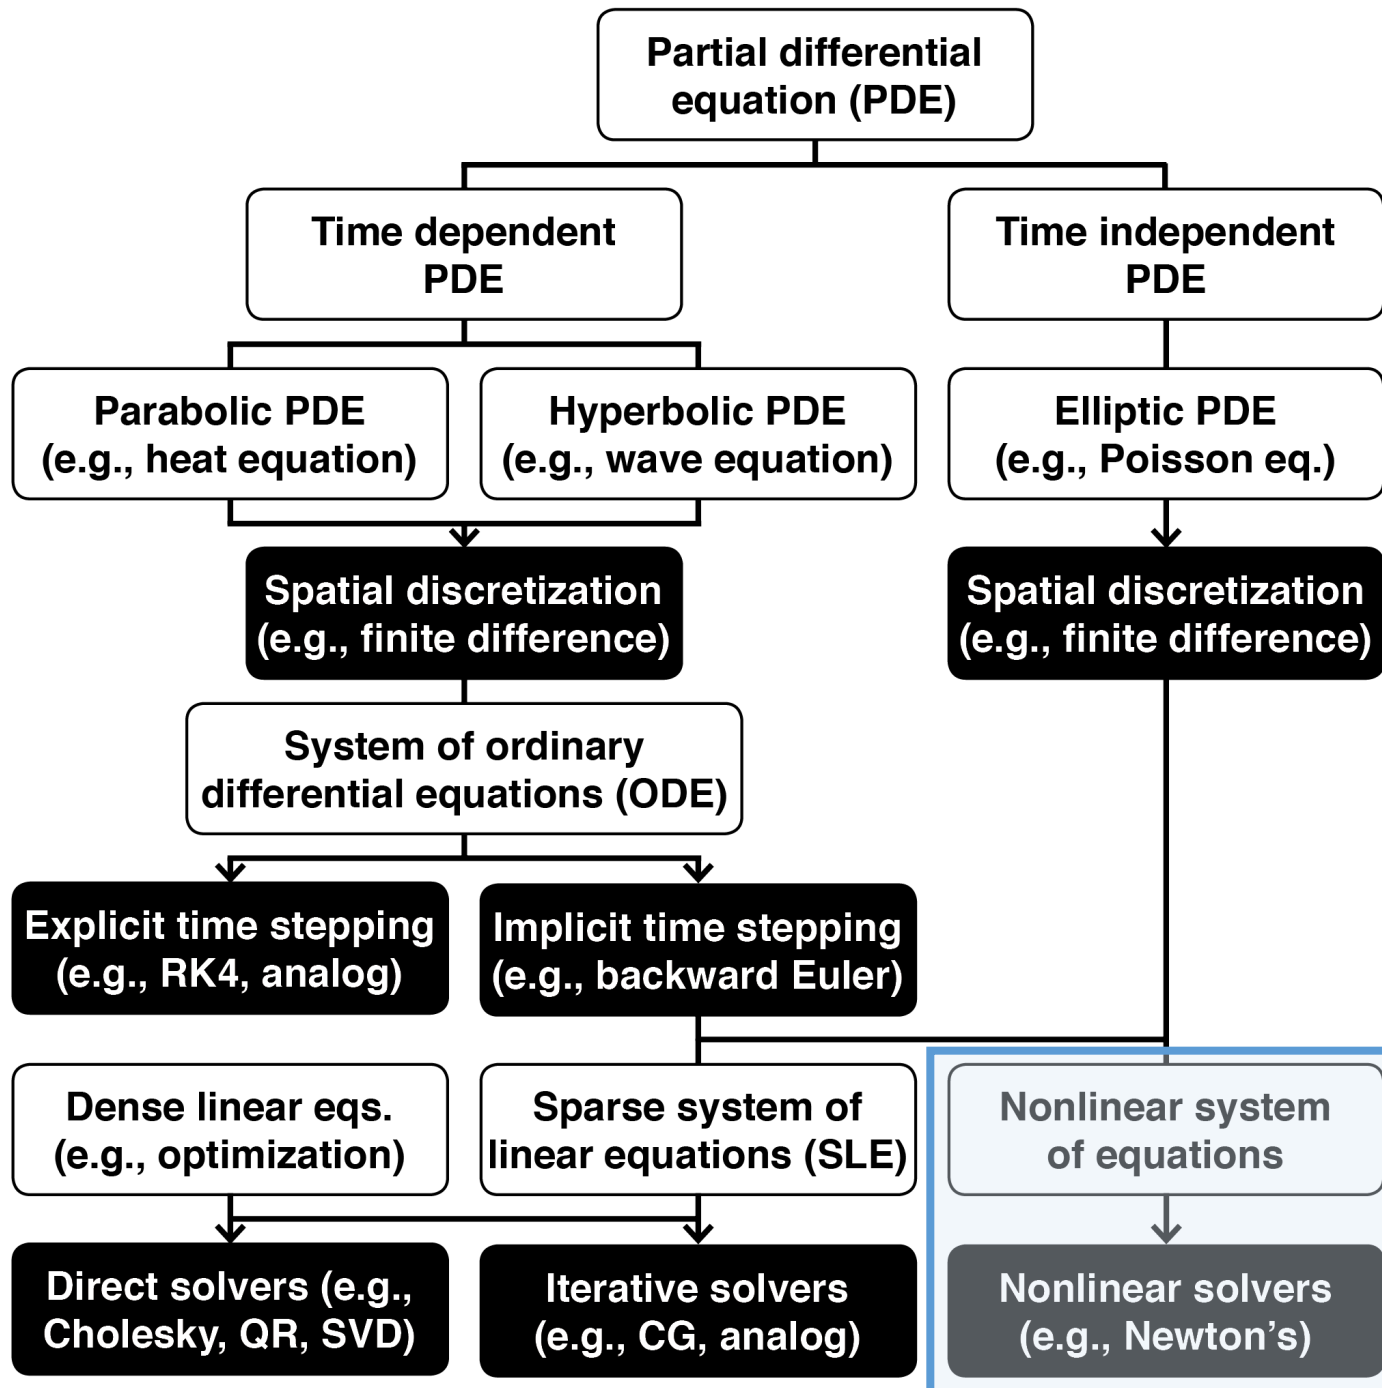 Partial differential
equation (PDE)
Time dependent
PDE
Time independent
PDE
Parabolic PDE
(e.g., heat equation)
Hyperbolic PDE
(e.g., wave equation)
Elliptic PDE
(e.g., Poisson eq.)
Spatial discretization
(e.g., finite difference)
Spatial discretization
(e.g., finite difference)
System of ordinary
differential equations (ODE)
Explicit time stepping
(e.g., RK4, analog)
Implicit time stepping
(e.g., backward Euler)
Dense linear eqs.
(e.g., optimization)
Sparse system of
linear equations (SLE)
Nonlinear system
of equations
Direct solvers (e.g.,
Cholesky, QR, SVD)
Iterative solvers
(e.g., CG, analog)
Nonlinear solvers
(e.g., Newton's)